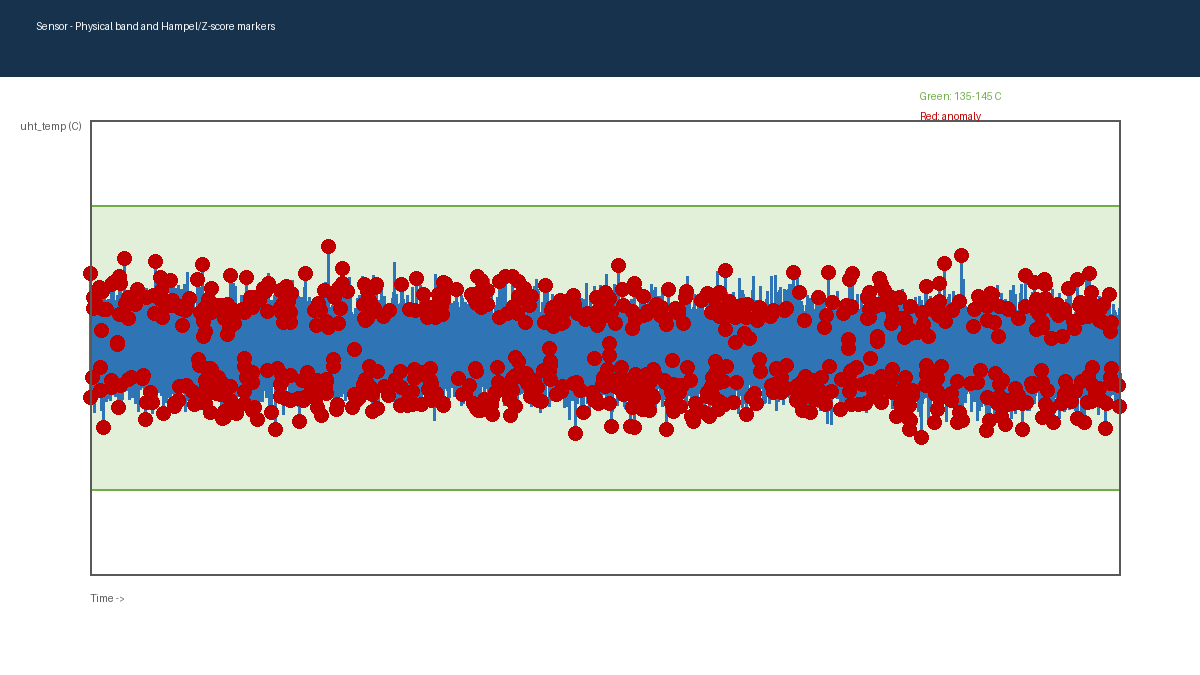 Sensor - Physical band and Hampel/Z-score markers
Green: 135-145 C
Red: anomaly
uht_temp (C)
Time ->